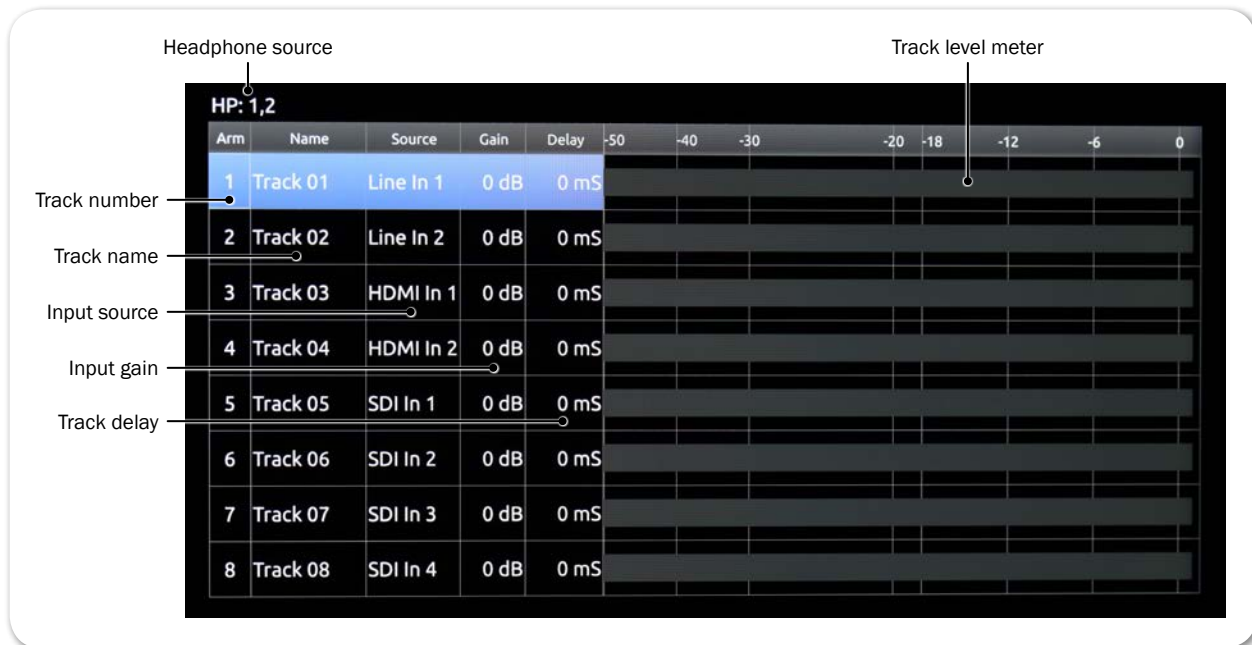 Headphone source
Track level meter
HP: 1,2
Arm Name Source Gain Delay -50 -40 -30 -20 -18 -12 -6 0
1 Track 01 Line In 1 0 dB 0 mS
Track number
2 Track 02 Line In 2 0 dB 0 mS
Track name
3 Track 03 HDMI In 1 0 dB 0 mS
Input source
4 Track 04 HDMI In 2 0 dB 0 mS
Input gain
5 Track 05 SDI In 1 0 dB 0 mS
Track delay
6 Track 06 SDI In 2 0 dB 0 mS
7 Track 07 SDI In 3 0 dB 0 mS
8 Track 08 SDI In 4 0 dB 0 mS